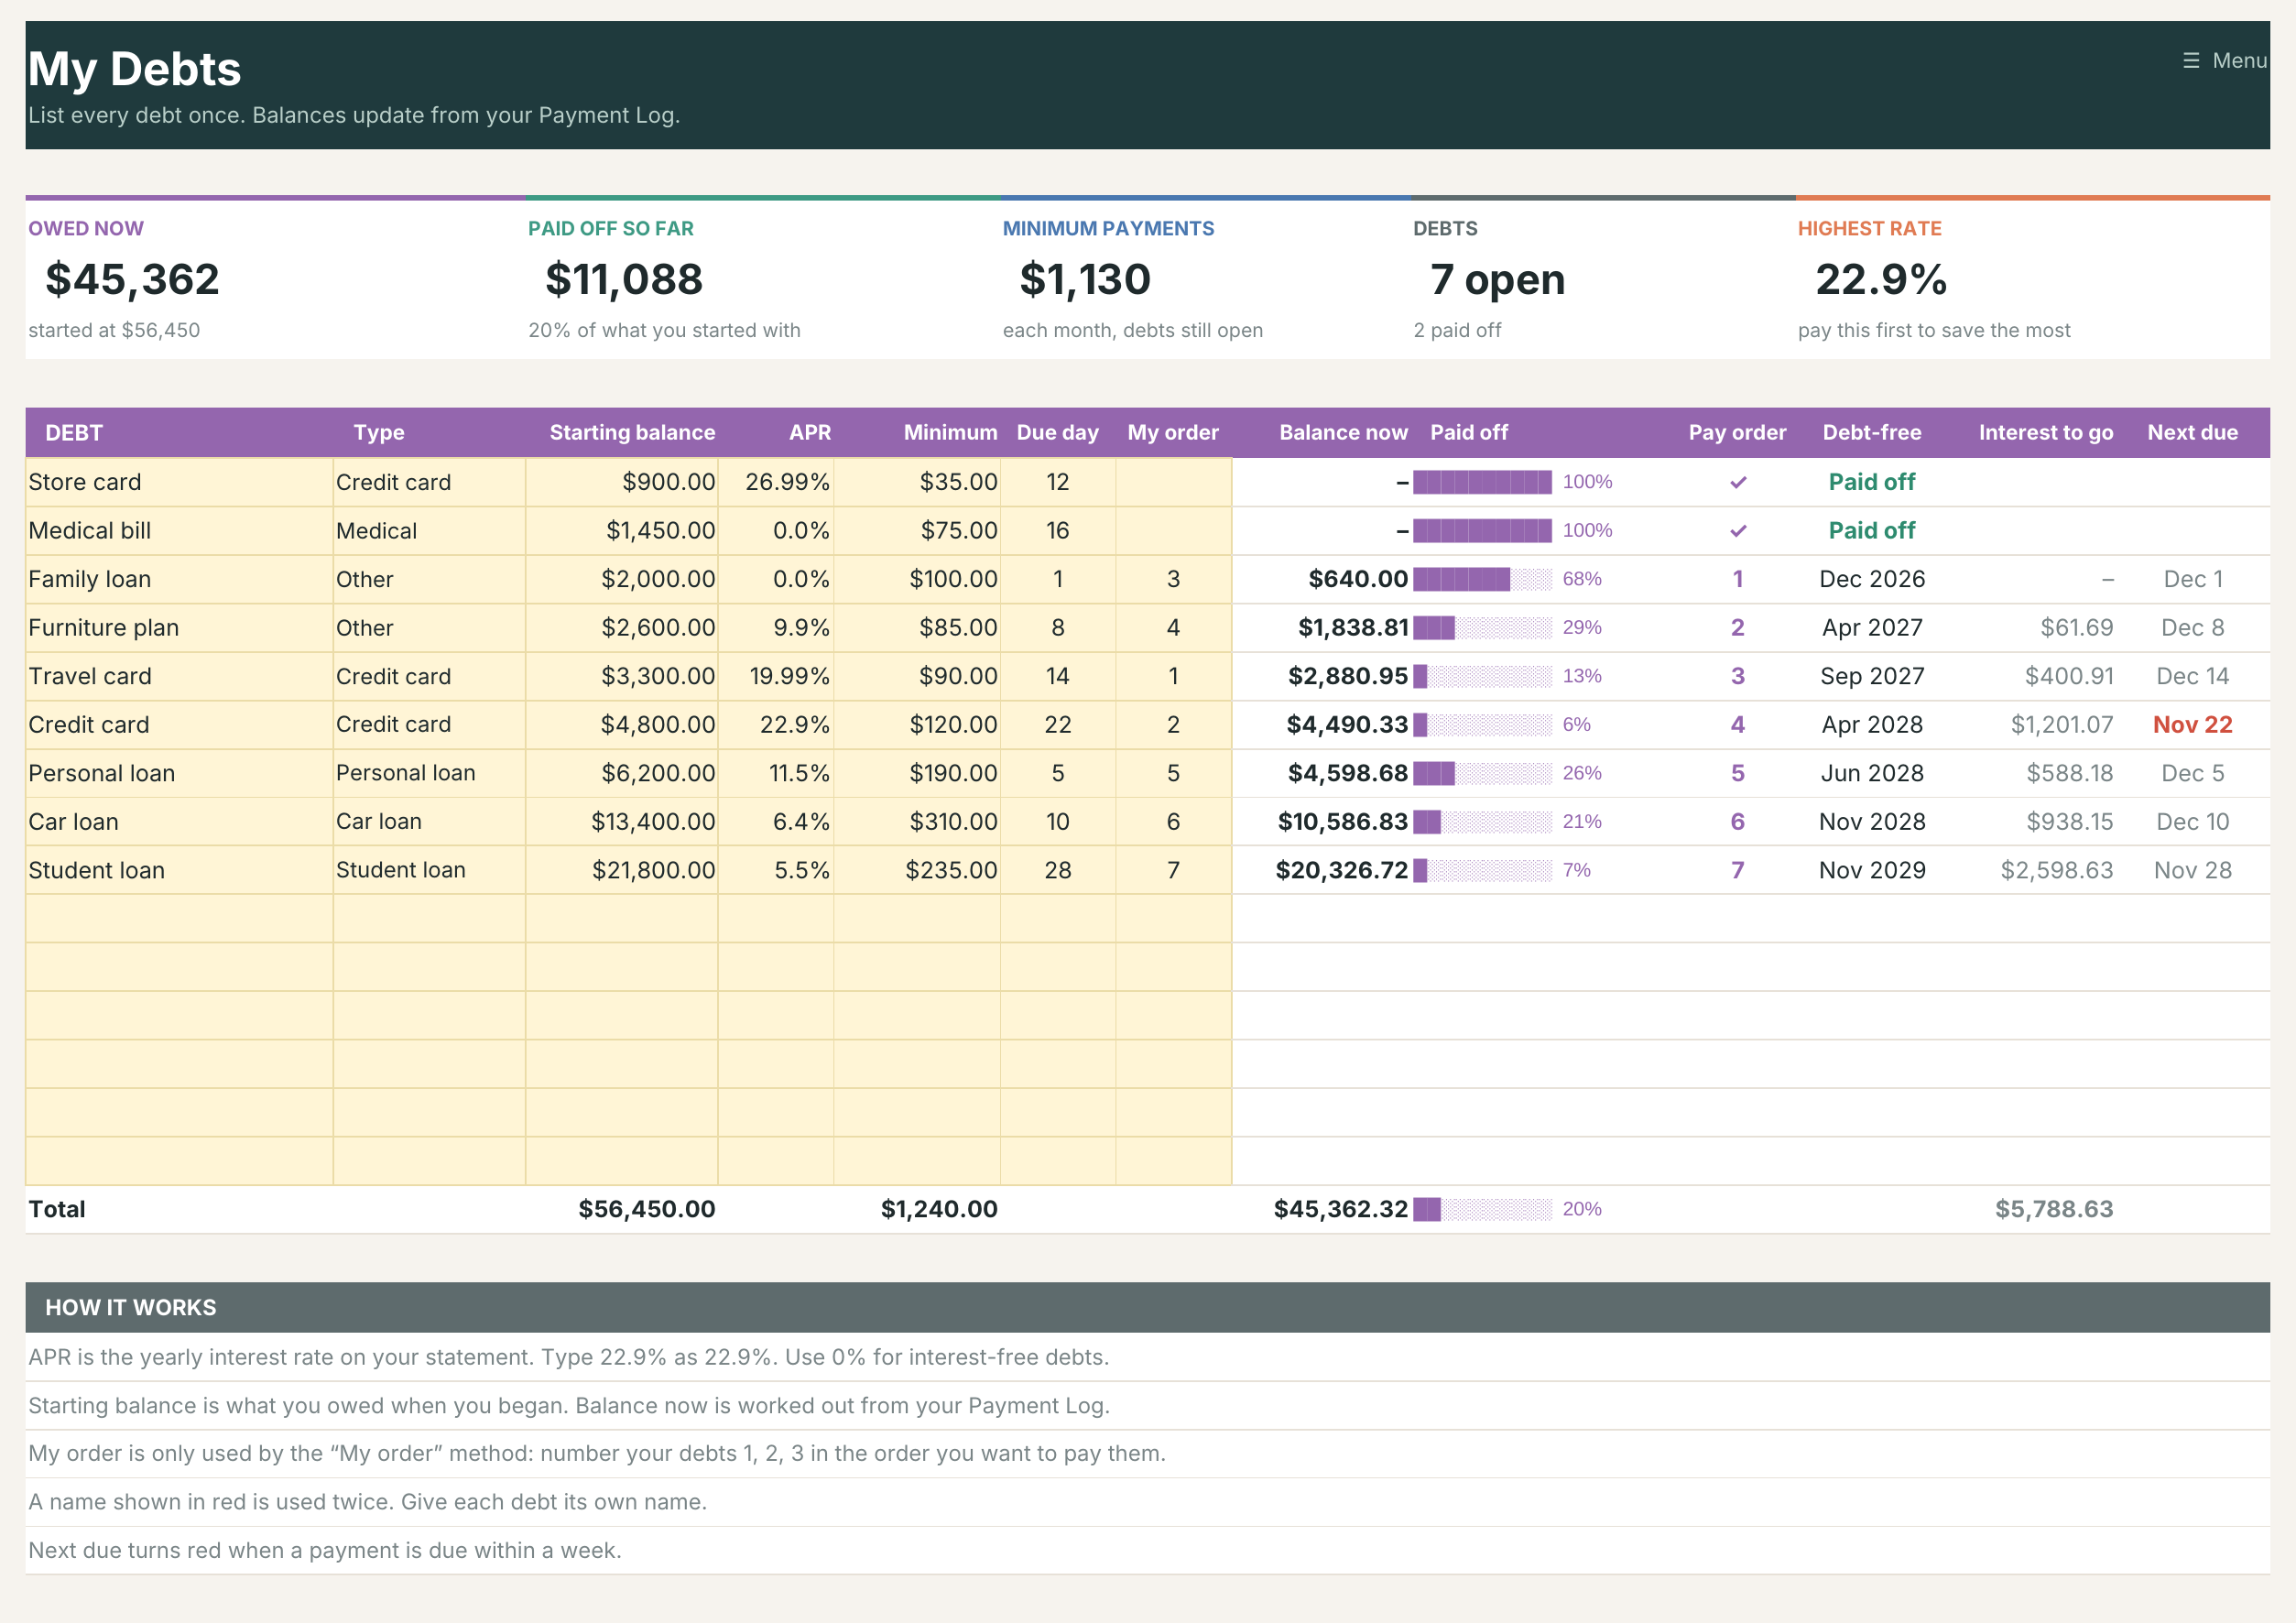 My Debts
☰ Menu
List every debt once. Balances update from your Payment Log.
OWED NOW PAID OFF SO FAR MINIMUM PAYMENTS DEBTS HIGHEST RATE
$45,362 $11,088 $1,130 7 open 22.9%
started at $56,450 20% of what you started with each month, debts still open 2 paid off pay this first to save the most
DEBT Type Starting balance APR Minimum Due day My order Balance now Paid off Pay order Debt-free Interest to go Next due
Store card Credit card $900.00 26.99% $35.00 12 – 100% ✓ Paid off
Medical bill Medical $1,450.00 0.0% $75.00 16 – 100% ✓ Paid off
Family loan Other $2,000.00 0.0% $100.00 1 3 $640.00 68% 1 Dec 2026 – Dec 1
Furniture plan Other $2,600.00 9.9% $85.00 8 4 $1,838.81 29% 2 Apr 2027 $61.69 Dec 8
Travel card Credit card $3,300.00 19.99% $90.00 14 1 $2,880.95 13% 3 Sep 2027 $400.91 Dec 14
Credit card Credit card $4,800.00 22.9% $120.00 22 2 $4,490.33 6% 4 Apr 2028 $1,201.07 Nov 22
Personal loan Personal loan $6,200.00 11.5% $190.00 5 5 $4,598.68 26% 5 Jun 2028 $588.18 Dec 5
Car loan Car loan $13,400.00 6.4% $310.00 10 6 $10,586.83 21% 6 Nov 2028 $938.15 Dec 10
Student loan Student loan $21,800.00 5.5% $235.00 28 7 $20,326.72 7% 7 Nov 2029 $2,598.63 Nov 28
Total $56,450.00 $1,240.00 $45,362.32 20% $5,788.63
HOW IT WORKS
APR is the yearly interest rate on your statement. Type 22.9% as 22.9%. Use 0% for interest-free debts.
Starting balance is what you owed when you began. Balance now is worked out from your Payment Log.
My order is only used by the “My order” method: number your debts 1, 2, 3 in the order you want to pay them.
A name shown in red is used twice. Give each debt its own name.
Next due turns red when a payment is due within a week.